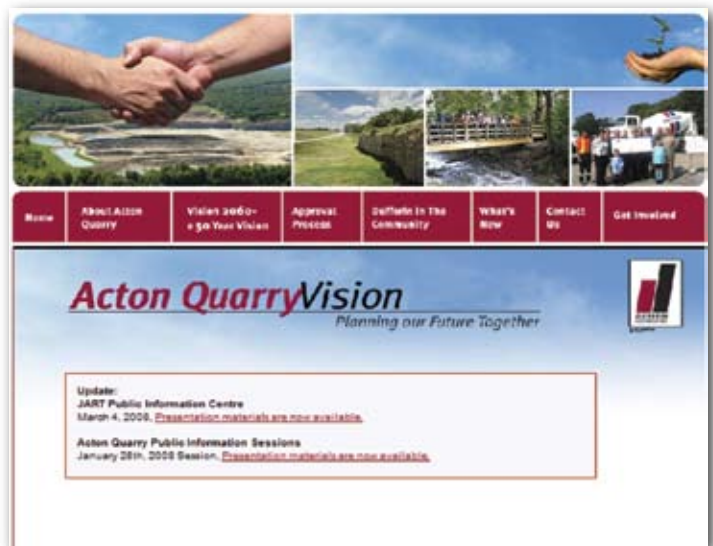 Home
About Acton
Quarry
Vision 2060-
a 50 Year Vision
Approval
Process
Dufferin In The
Community
What's
New
Contact
Us
Get Involved
Acton QuarryVision
Planning our Future Together
Update:
JART Public Information Centre
March 4, 2008, Presentation materials are now available.
Acton Quarry Public Information Sessions
January 28th, 2008 Session, Presentation materials are now available.